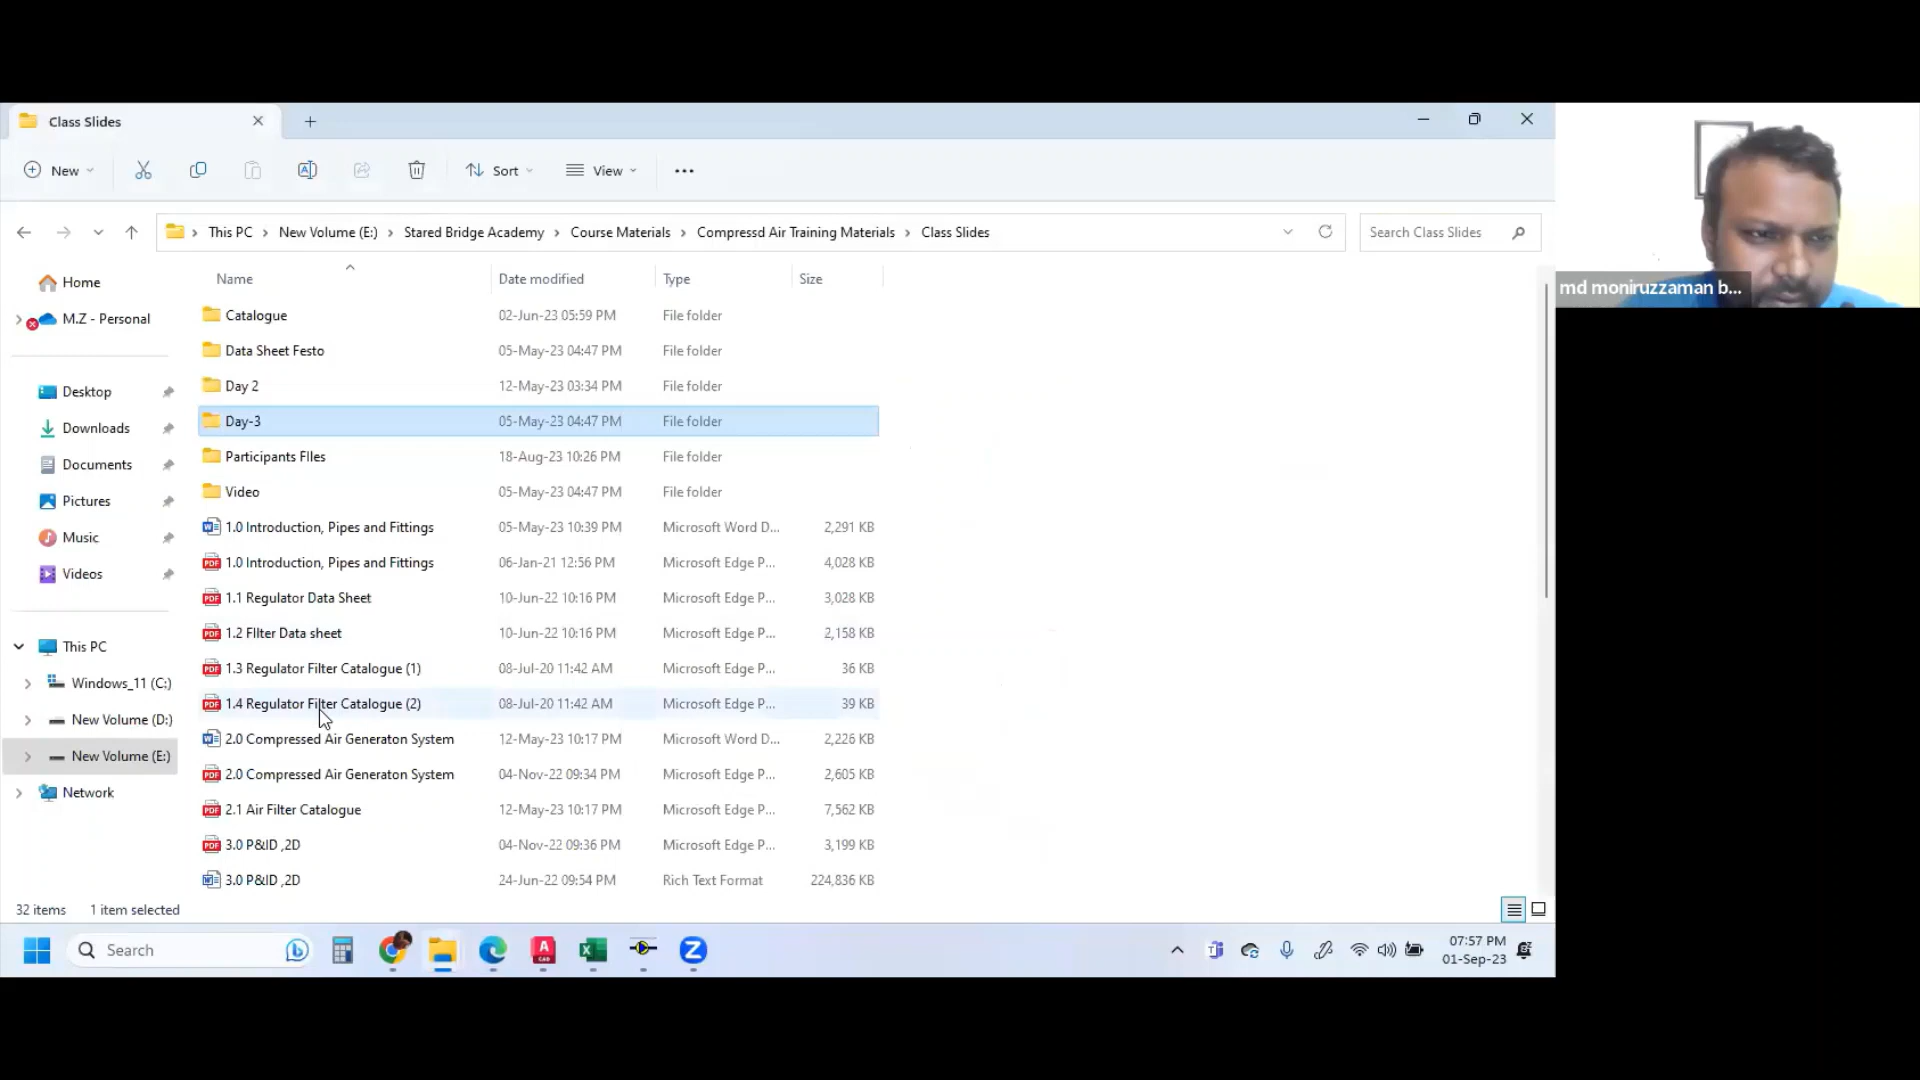 Class Slides
New
Sort
View
This PC > New Volume (E:) > Stared Bridge Academy > Course Materials > Compressd Air Training Materials > Class Slides
Search Class Slides
md moniruzzaman b...
Home
M.Z - Personal
Desktop
Downloads
Documents
Pictures
Music
Videos
This PC
Windows_11 (C:)
New Volume (D:)
New Volume (E:)
Network
Name Date modified Type Size
Catalogue 02-Jun-23 05:59 PM File folder
Data Sheet Festo 05-May-23 04:47 PM File folder
Day 2 12-May-23 03:34 PM File folder
Day-3 05-May-23 04:47 PM File folder
Participants FIles 18-Aug-23 10:26 PM File folder
Video 05-May-23 04:47 PM File folder
1.0 Introduction, Pipes and Fittings 05-May-23 10:39 PM Microsoft Word D... 2,291 KB
1.0 Introduction, Pipes and Fittings 06-Jan-21 12:56 PM Microsoft Edge P... 4,028 KB
1.1 Regulator Data Sheet 10-Jun-22 10:16 PM Microsoft Edge P... 3,028 KB
1.2 FIlter Data sheet 10-Jun-22 10:16 PM Microsoft Edge P... 2,158 KB
1.3 Regulator Filter Catalogue (1) 08-Jul-20 11:42 AM Microsoft Edge P... 36 KB
1.4 Regulator Filter Catalogue (2) 08-Jul-20 11:42 AM Microsoft Edge P... 39 KB
2.0 Compressed Air Generaton System 12-May-23 10:17 PM Microsoft Word D... 2,226 KB
2.0 Compressed Air Generaton System 04-Nov-22 09:34 PM Microsoft Edge P... 2,605 KB
2.1 Air Filter Catalogue 12-May-23 10:17 PM Microsoft Edge P... 7,562 KB
3.0 P&ID ,2D 04-Nov-22 09:36 PM Microsoft Edge P... 3,199 KB
3.0 P&ID ,2D 24-Jun-22 09:54 PM Rich Text Format 224,836 KB
32 items 1 item selected
Search
07:57 PM
01-Sep-23